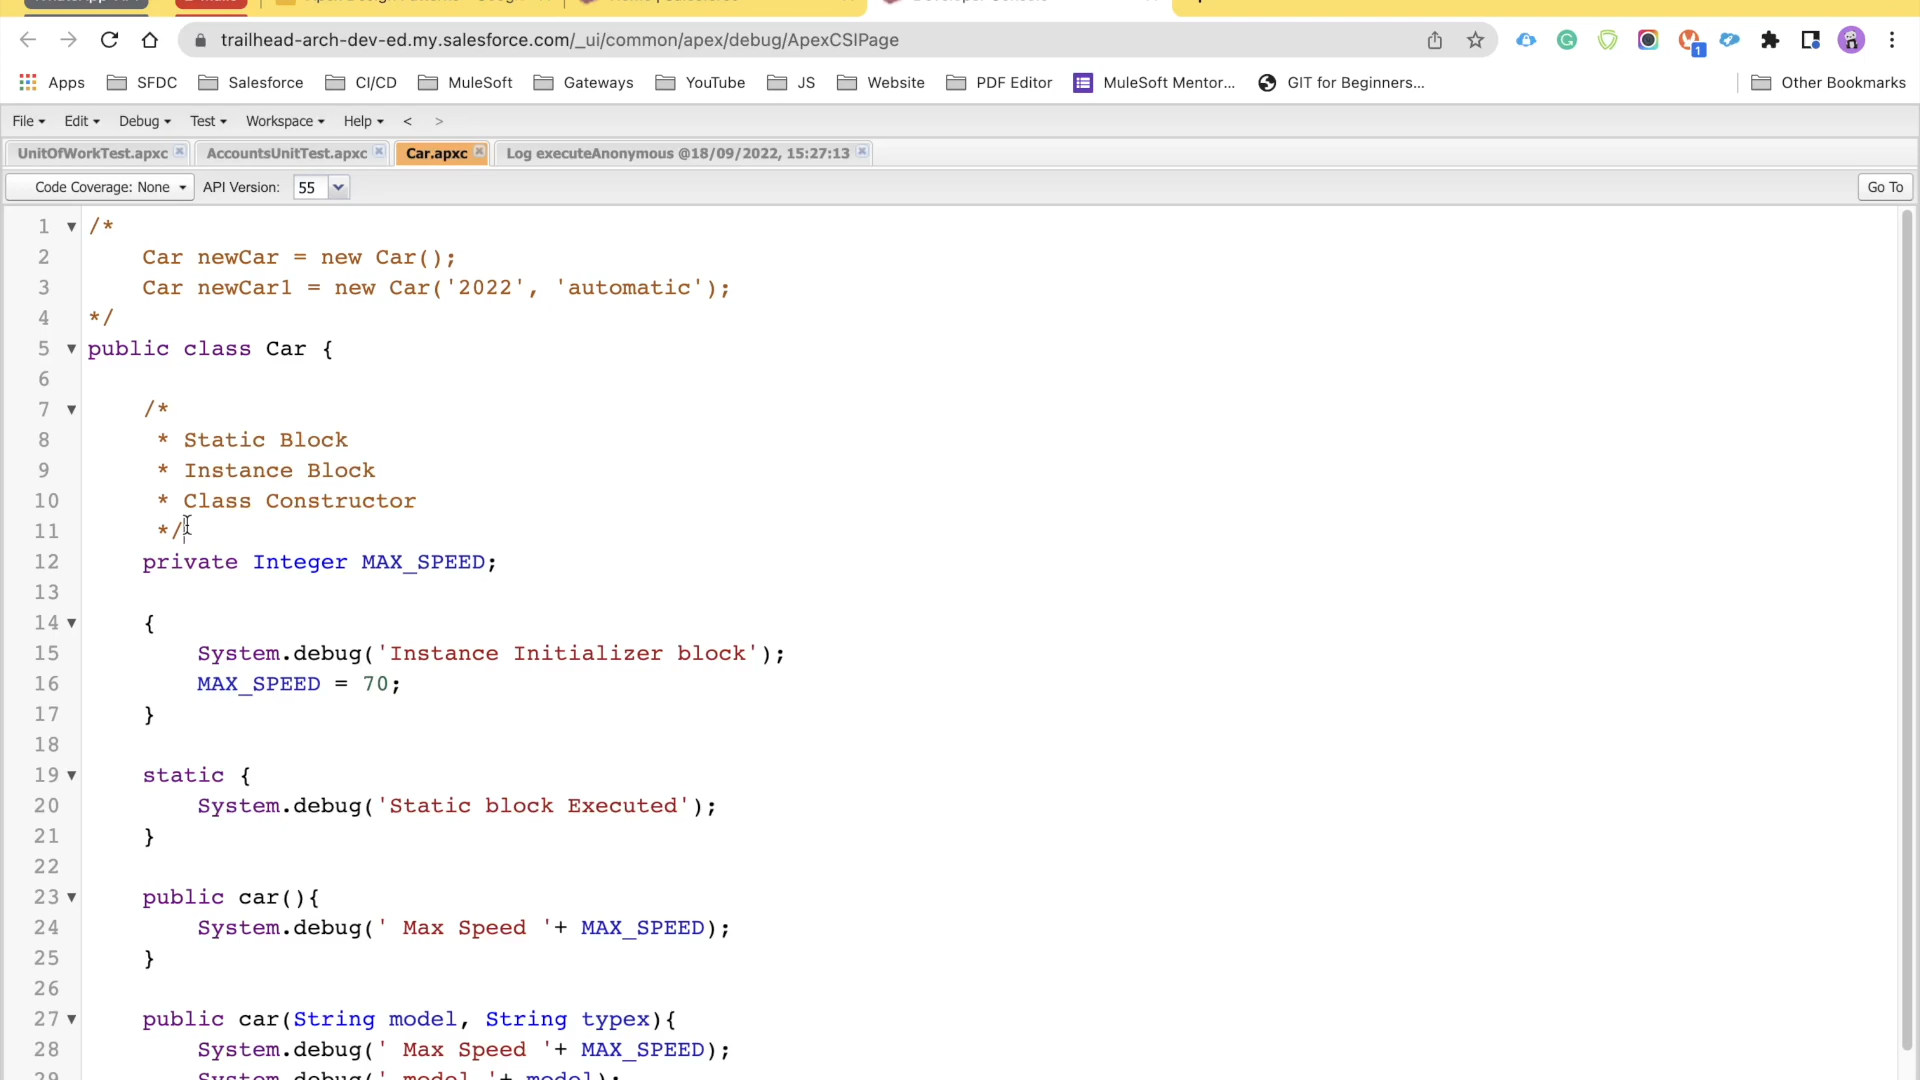 trailhead-arch-dev-ed.my.salesforce.com/_ui/common/apex/debug/ApexCSIPage
1
Apps SFDC Salesforce CI/CD MuleSoft Gateways YouTube JS Website PDF Editor MuleSoft Mentor... GIT for Beginners... Other Bookmarks
File Edit Debug Test Workspace Help < >
UnitOfWorkTest.apxc AccountsUnitTest.apxc Car.apxc Log executeAnonymous @18/09/2022, 15:27:13
Code Coverage: None API Version: 55 Go To
1 /*
2 Car newCar = new Car();
3 Car newCar1 = new Car('2022', 'automatic');
4 */
5 public class Car {
6
7 /*
8 * Static Block
9 * Instance Block
10 * Class Constructor
11 */
12 private Integer MAX_SPEED;
13
14 {
15 System.debug('Instance Initializer block');
16 MAX_SPEED = 70;
17 }
18
19 static {
20 System.debug('Static block Executed');
21 }
22
23 public car(){
24 System.debug(' Max Speed '+ MAX_SPEED);
25 }
26
27 public car(String model, String typex){
28 System.debug(' Max Speed '+ MAX_SPEED);
29 System.debug(' model '+ model);